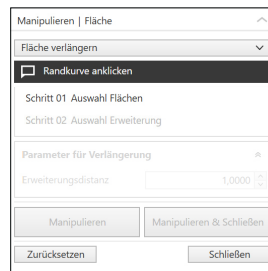 Manipulieren | Fläche
Fläche verlängern
Randkurve anklicken
Schritt 01 Auswahl Flächen
Schritt 02 Auswahl Erweiterung
Parameter für Verlängerung
Erweiterungsdistanz 1,0000
Manipulieren Manipulieren & Schließen
Zurücksetzen Schließen